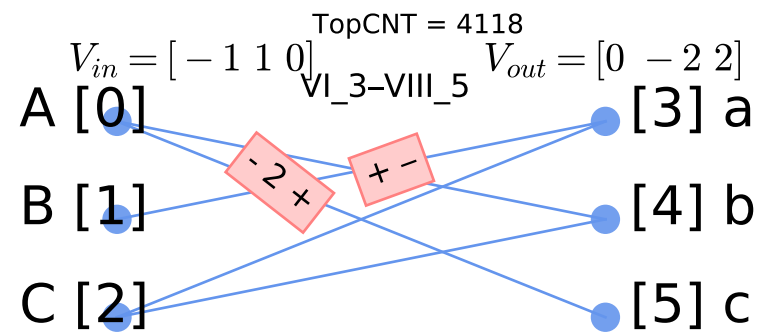 TopCNT = 4118
V_in = [ − 1 1 0]
V_out = [0 − 2 2]
VI_3–VIII_5
A [0]
[3] a
- 2 +
+ −
B [1]
[4] b
C [2]
[5] c